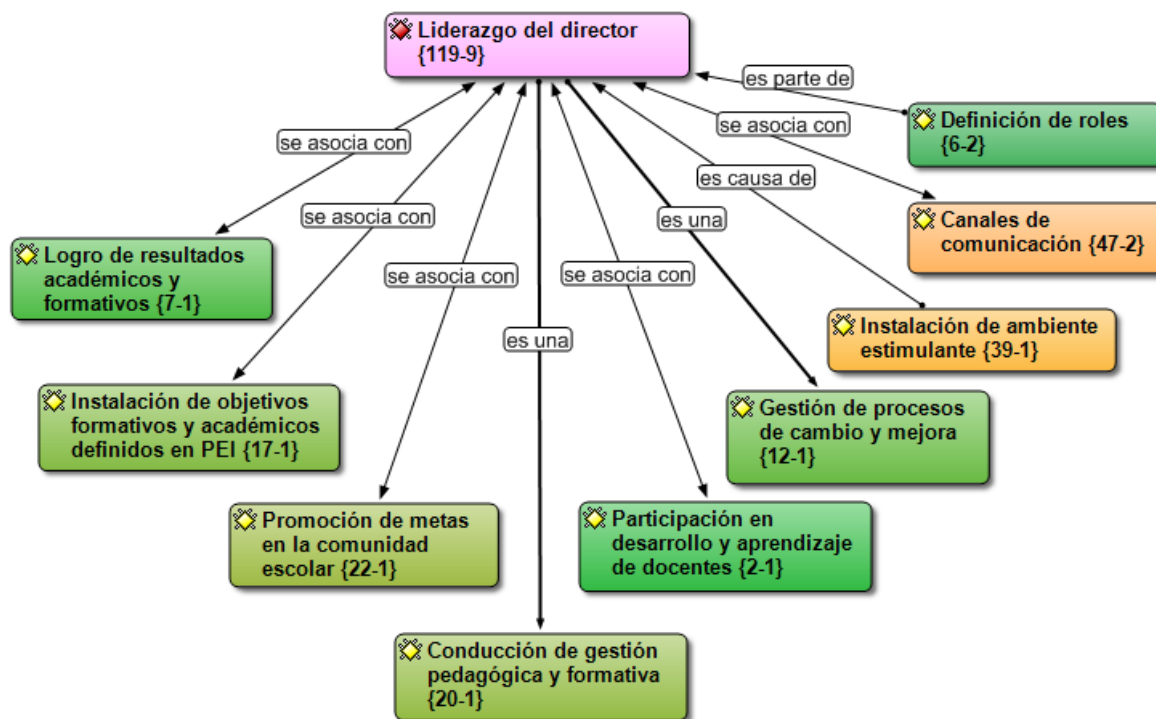 Liderazgo del director
{119-9}
es parte de
Definición de roles
{6-2}
se asocia con
se asocia con
es causa de
Canales de
comunicación {47-2}
se asocia con
es una
Logro de resultados
académicos y
formativos {7-1}
se asocia con
se asocia con
Instalación de ambiente
estimulante {39-1}
es una
Instalación de objetivos
formativos y académicos
definidos en PEI {17-1}
Gestión de procesos
de cambio y mejora
{12-1}
Promoción de metas
en la comunidad
escolar {22-1}
Participación en
desarrollo y aprendizaje
de docentes {2-1}
Conducción de gestión
pedagógica y formativa
{20-1}